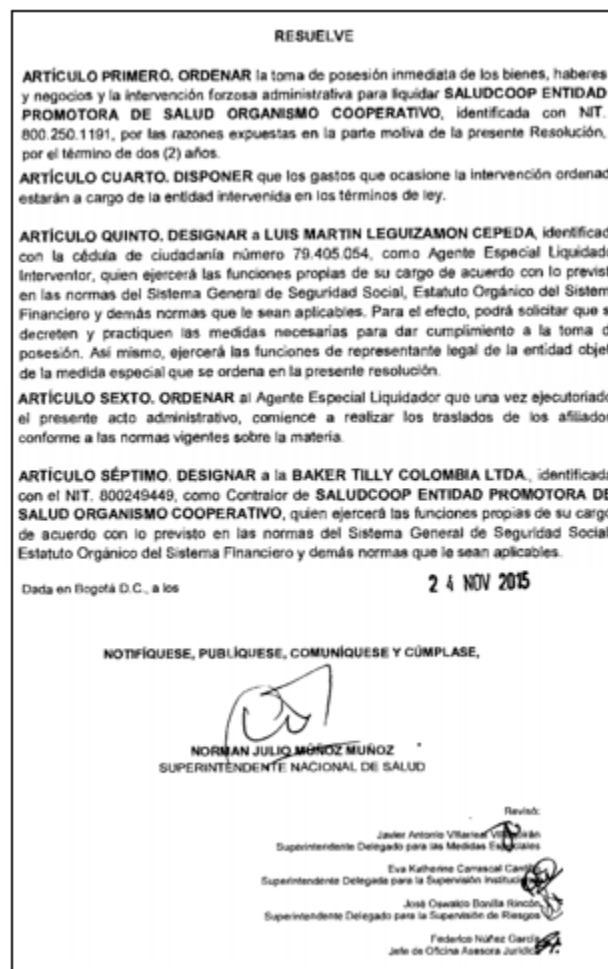 RESUELVE
ARTÍCULO PRIMERO. ORDENAR la toma de posesión inmediata de los bienes, haberes
y negocios y la intervención forzosa administrativa para liquidar SALUDCOOP ENTIDAD
PROMOTORA DE SALUD ORGANISMO COOPERATIVO, identificada con NIT.
800.250.1191, por las razones expuestas en la parte motiva de la presente Resolución,
por el término de dos (2) años.
ARTÍCULO CUARTO. DISPONER que los gastos que ocasione la intervención ordenad
estarán a cargo de la entidad intervenida en los términos de ley.
ARTÍCULO QUINTO. DESIGNAR a LUIS MARTIN LEGUIZAMON CEPEDA, identificad
con la cédula de ciudadanía número 79.405.054, como Agente Especial Liquidado
Interventor, quien ejercerá las funciones propias de su cargo de acuerdo con lo previst
en las normas del Sistema General de Seguridad Social, Estatuto Orgánico del Sistem
Financiero y demás normas que le sean aplicables. Para el efecto, podrá solicitar que s
decreten y practiquen las medidas necesarias para dar cumplimiento a la toma d
posesión. Así mismo, ejercerá las funciones de representante legal de la entidad objet
de la medida especial que se ordena en la presente resolución.
ARTÍCULO SEXTO. ORDENAR al Agente Especial Liquidador que una vez ejecutoriado
el presente acto administrativo, comience a realizar los traslados de los afiliado
conforme a las normas vigentes sobre la materia.
ARTÍCULO SÉPTIMO. DESIGNAR a la BAKER TILLY COLOMBIA LTDA., identificada
con el NIT. 800249449, como Contralor de SALUDCOOP ENTIDAD PROMOTORA DE
SALUD ORGANISMO COOPERATIVO, quien ejercerá las funciones propias de su cargo
de acuerdo con lo previsto en las normas del Sistema General de Seguridad Social
Estatuto Orgánico del Sistema Financiero y demás normas que le sean aplicables.
Dada en Bogotá D.C., a los 24 NOV 2015
NOTIFÍQUESE, PUBLÍQUESE, COMUNÍQUESE Y CÚMPLASE,
NORMAN JULIO MUÑOZ MUÑOZ
SUPERINTENDENTE NACIONAL DE SALUD
Revisó:
Javier Antonio Villarreal
Superintendente Delegado para las Medidas Especiales
Eva Katherine Carrascal
Superintendente Delegada para la Supervisión Institucional
José Oswaldo Bonilla Rincón
Superintendente Delegado para la Supervisión de Riesgos
Federico Núñez García
Jefe de Oficina Asesora Jurídica